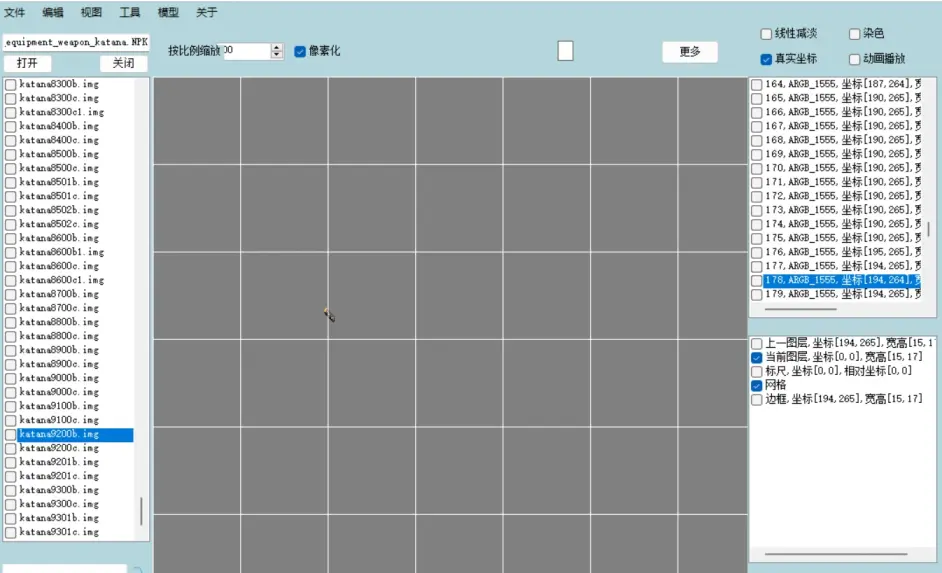 文件 编辑 视图 工具 模型 关于
_equipment_weapon_katana.NPK
打开 关闭
按比例缩放 00
像素化
更多
线性减淡 染色
真实坐标 动画播放
katana8300b.img
katana8300c.img
katana8300c1.img
katana8400b.img
katana8400c.img
katana8500b.img
katana8500c.img
katana8501b.img
katana8501c.img
katana8502b.img
katana8502c.img
katana8600b.img
katana8600b1.img
katana8600c.img
katana8600c1.img
katana8700b.img
katana8700c.img
katana8800b.img
katana8800c.img
katana8900b.img
katana8900c.img
katana9000b.img
katana9000c.img
katana9100b.img
katana9100c.img
katana9200b.img
katana9200c.img
katana9201b.img
katana9201c.img
katana9300b.img
katana9300c.img
katana9301b.img
katana9301c.img
164,ARGB_1555,坐标[187,264],宽
165,ARGB_1555,坐标[190,265],宽
166,ARGB_1555,坐标[190,265],宽
167,ARGB_1555,坐标[190,264],宽
168,ARGB_1555,坐标[190,265],宽
169,ARGB_1555,坐标[190,265],宽
170,ARGB_1555,坐标[190,265],宽
171,ARGB_1555,坐标[190,265],宽
172,ARGB_1555,坐标[190,265],宽
173,ARGB_1555,坐标[190,265],宽
174,ARGB_1555,坐标[190,265],宽
175,ARGB_1555,坐标[190,265],宽
176,ARGB_1555,坐标[195,265],宽
177,ARGB_1555,坐标[194,265],宽
178,ARGB_1555,坐标[194,264],宽
179,ARGB_1555,坐标[194,265],宽
上一图层,坐标[194,265],宽高[15,1
当前图层,坐标[0,0],宽高[15,17]
标尺,坐标[0,0],相对坐标[0,0]
网格
边框,坐标[194,265],宽高[15,17]